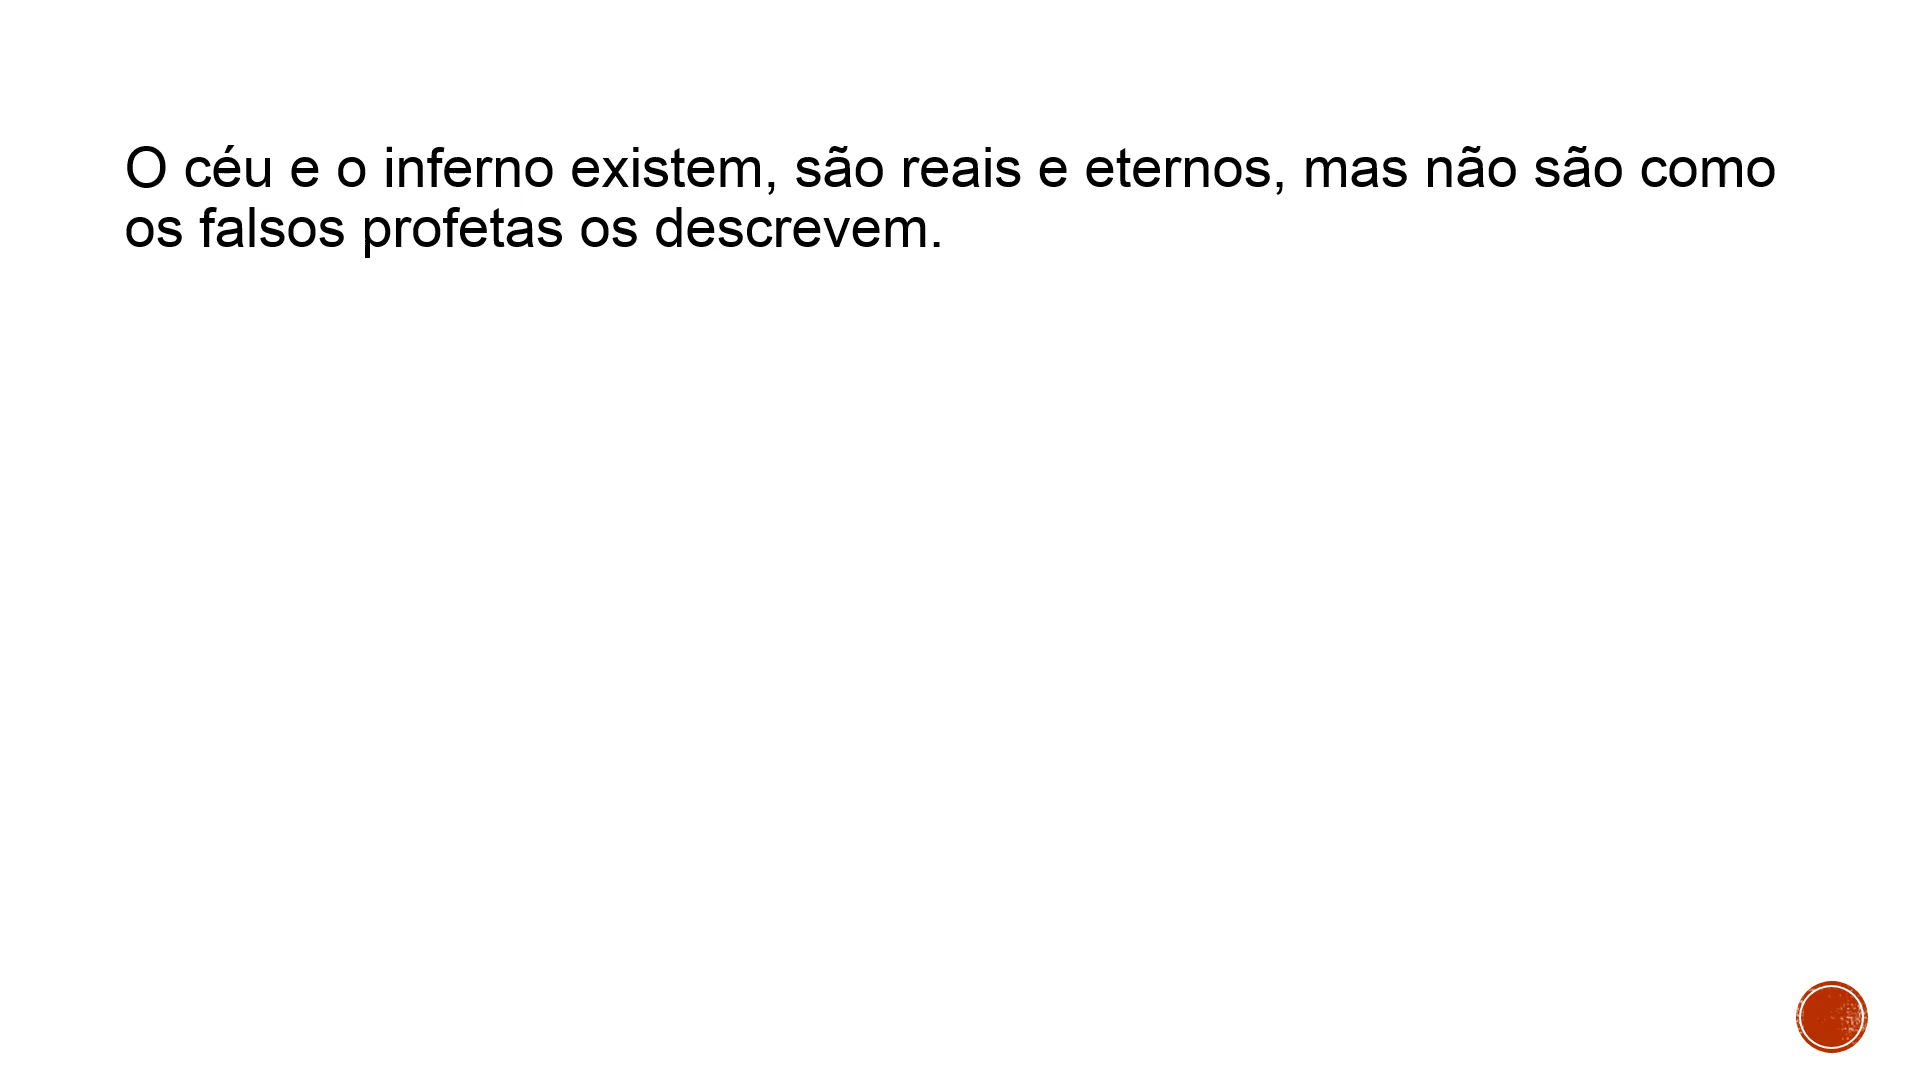 O céu e o inferno existem, são reais e eternos, mas não são como
os falsos profetas os descrevem.